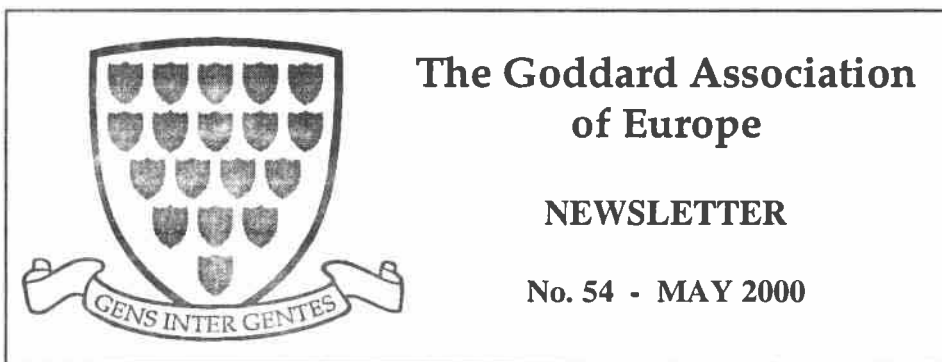 The Goddard Association
of Europe
NEWSLETTER
No. 54 - MAY 2000
GENS INTER GENTES